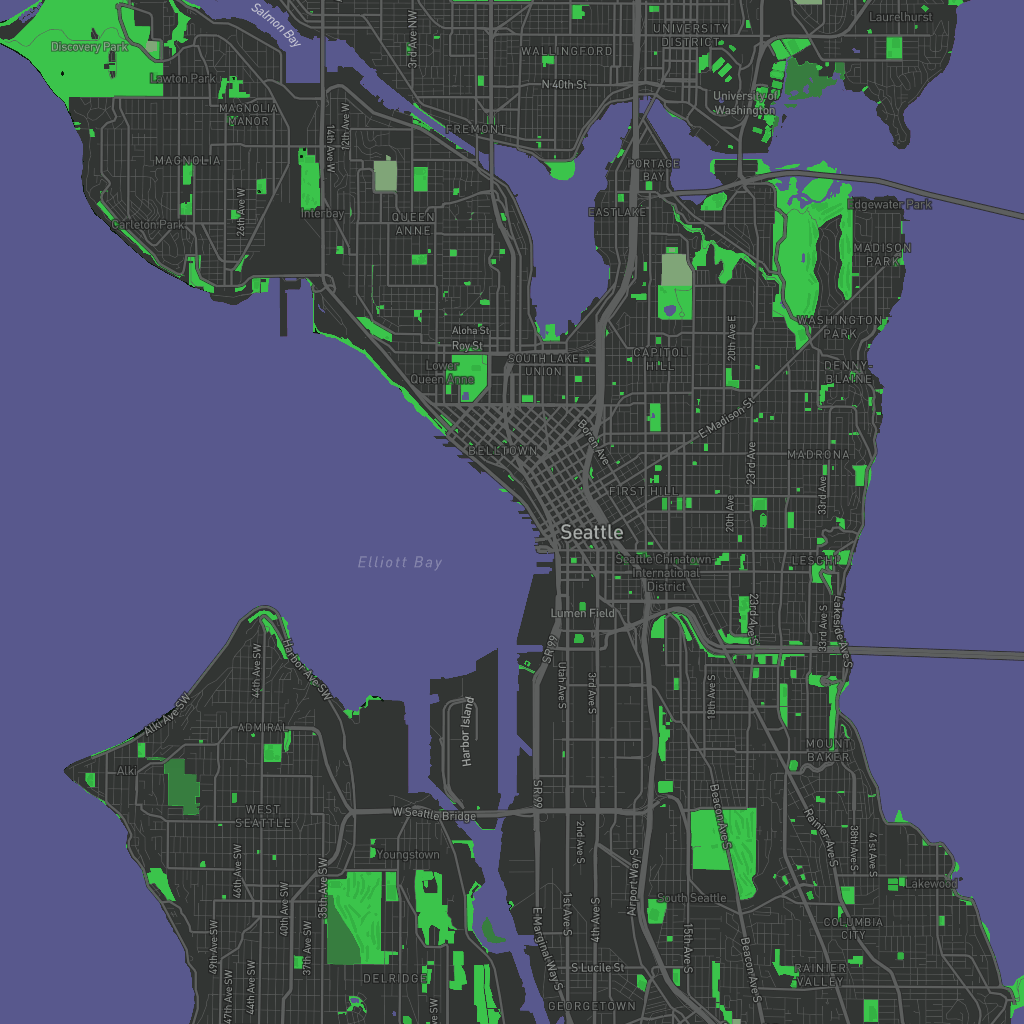 Salmon Bay
3rd Ave NW
UNIVERSITY
DISTRICT
Laurelhurst
Discovery Park
WALLINGFORD
Lawton Park
N 40th St
University of
Washington
MAGNOLIA
MANOR
14th Ave W
12th Ave W
FREMONT
MAGNOLIA
PORTAGE
BAY
26th Ave W
Interbay
QUEEN
ANNE
EASTLAKE
Edgewater Park
Carleton Park
MADISON
PARK
WASHINGTON
PARK
Aloha St
Roy St
20th Ave E
Lower
Queen Anne
SOUTH LAKE
UNION
CAPITOL
HILL
DENNY-
BLAINE
E Madison St
Boren Ave
BELLTOWN
23rd Ave
MADRONA
FIRST HILL
33rd Ave
20th Ave
Seattle
Elliott Bay
Seattle Chinatown
International
District
LESCHI
Lumen Field
23rd Ave S
33rd Ave S
Lakeside Ave S
Harbor Ave SW
44th Ave SW
SR 99
Utah Ave S
3rd Ave S
18th Ave S
Alki Ave SW
ADMIRAL
Harbor Island
MOUNT
BAKER
Alki
SR 99
WEST
SEATTLE
W Seattle Bridge
2nd Ave S
Beacon Ave S
Rainier Ave S
38th Ave S
41st Ave S
Youngstown
46th Ave SW
40th Ave SW
35th Ave SW
Airport Way S
Lakewood
South Seattle
49th Ave SW
37th Ave SW
E Marginal Way S
1st Ave S
4th Ave S
15th Ave S
Beacon Ave S
COLUMBIA
CITY
DELRIDGE
S Lucile St
RAINIER
VALLEY
47th Ave SW
44th Ave SW
GEORGETOWN